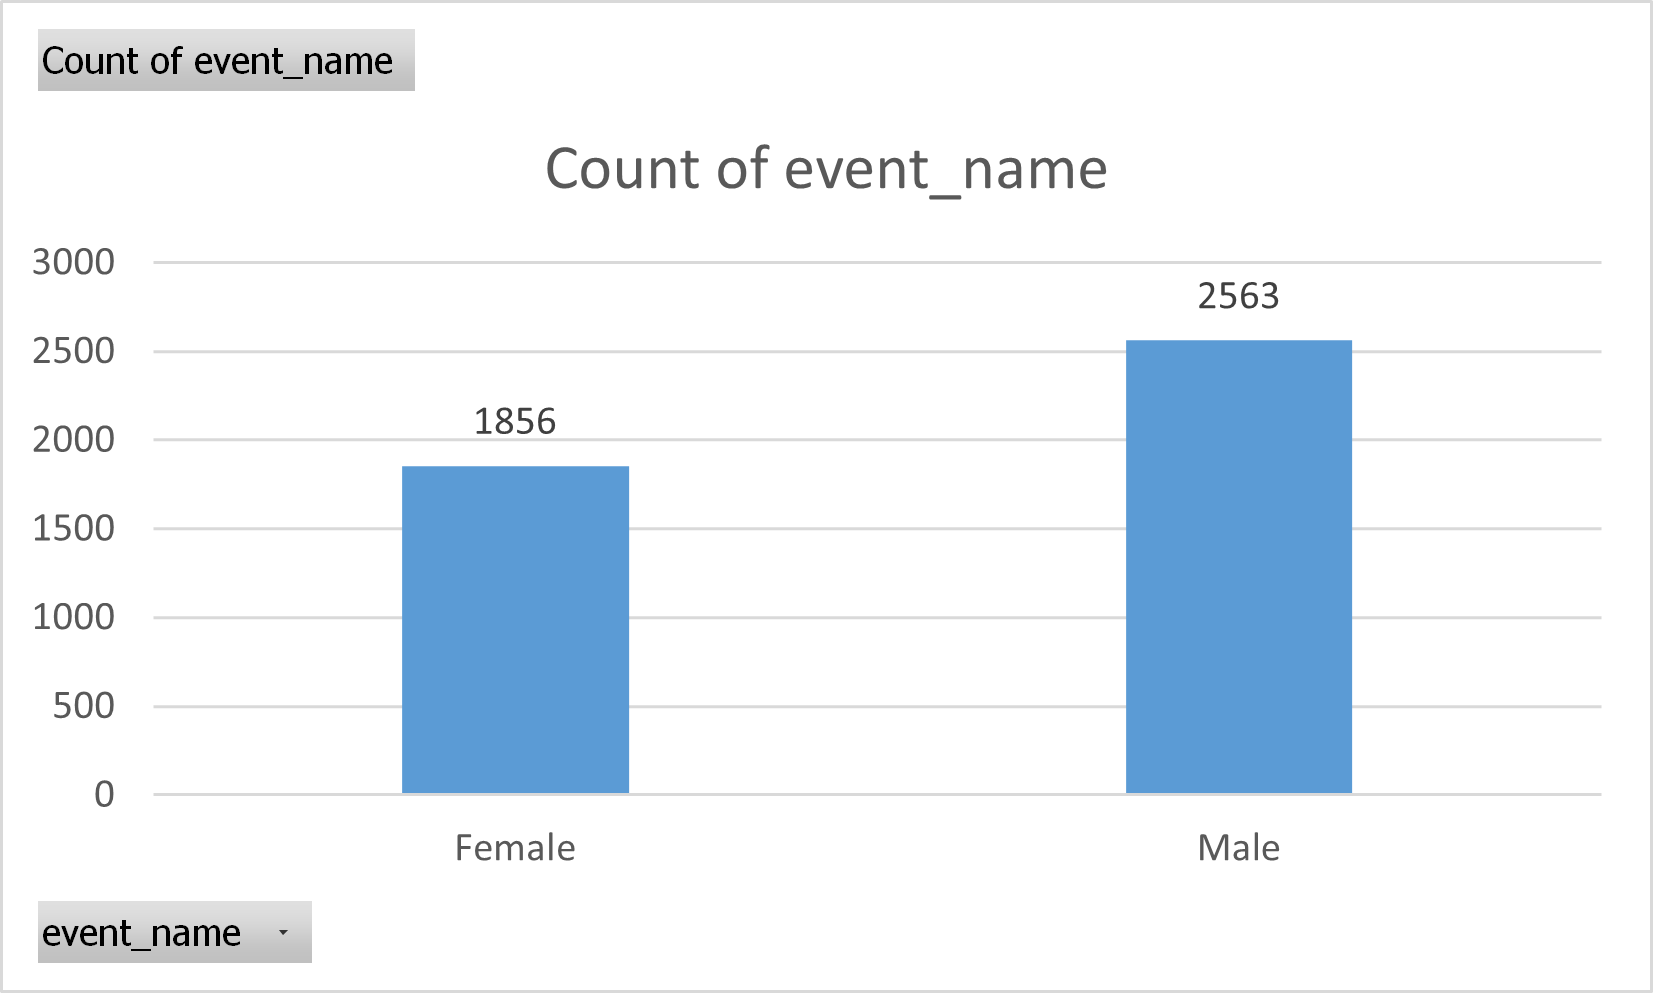 Count of event_name
Count of event_name
3000
2563
2500
1856
2000
1500
1000
500
0
Female Male
event_name